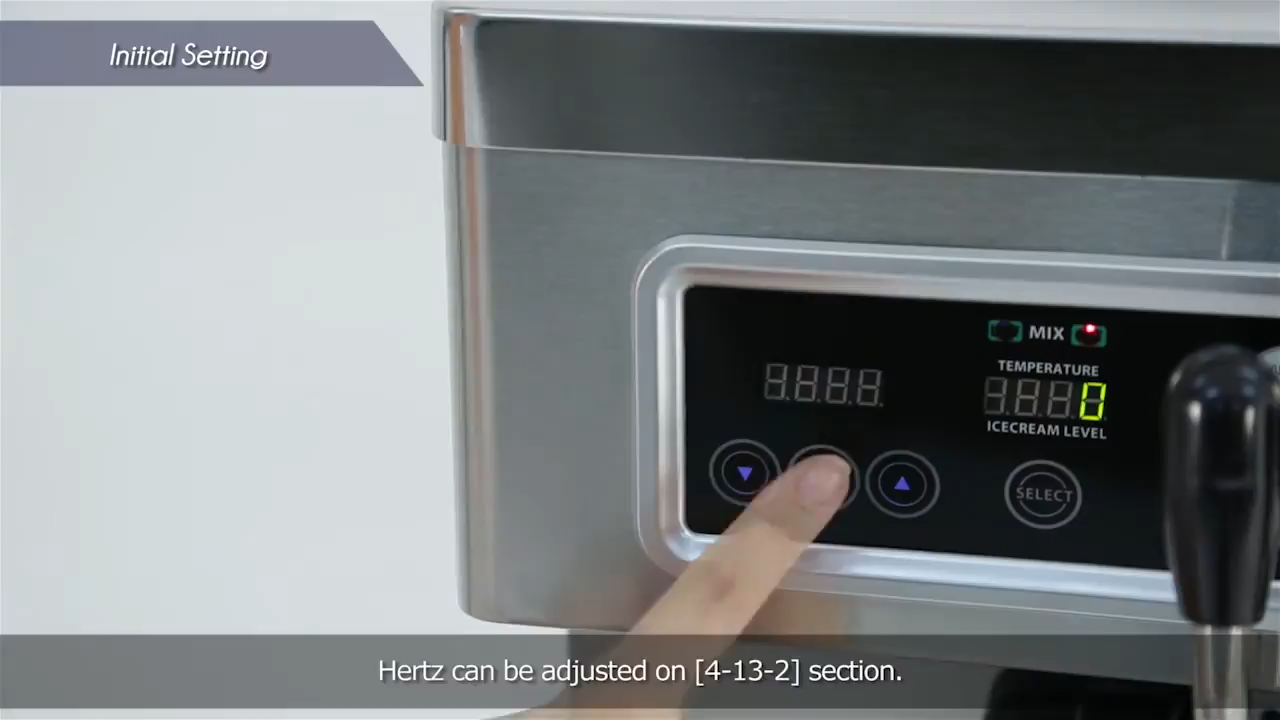 Initial Setting
MIX
TEMPERATURE
0
ICECREAM LEVEL
SELECT
Hertz can be adjusted on [4-13-2] section.